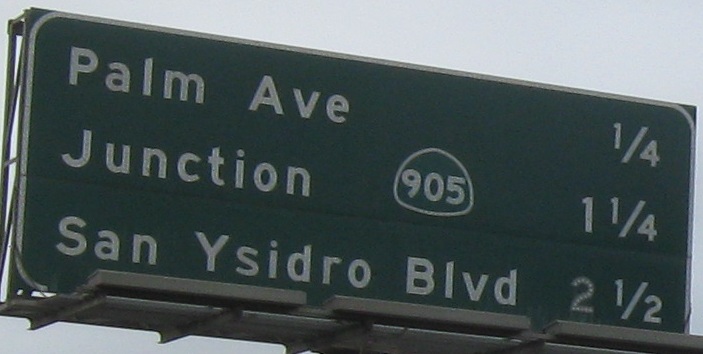 Palm Ave 1/4
Junction 905 1 1/4
San Ysidro Blvd 2 1/2